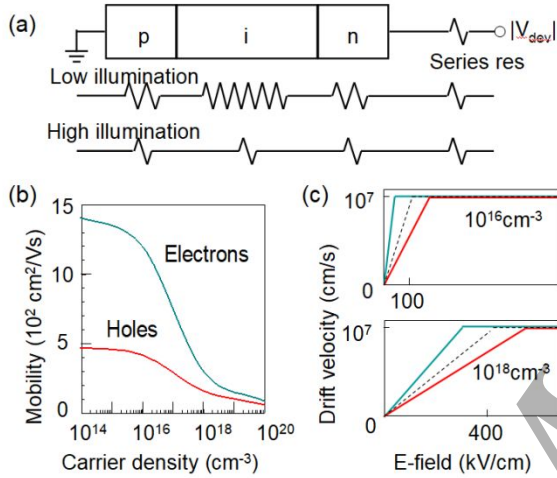 (a)
p i n
|V_dev|
Series res
Low illumination
High illumination
(b)
15
10
5
0
Electrons
Holes
Mobility (10² cm²/Vs)
10¹⁴ 10¹⁶ 10¹⁸ 10²⁰
Carrier density (cm⁻³)
(c)
10⁷
10¹⁶cm⁻³
0 100
Drift velocity (cm/s)
10⁷
10¹⁸cm⁻³
0
400
E-field (kV/cm)